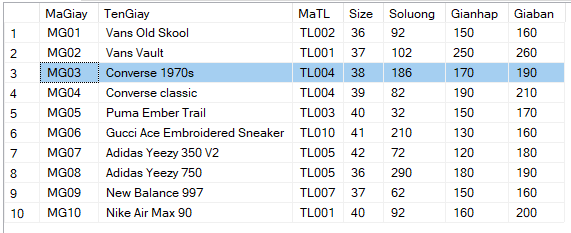 MaGiay TenGiay MaTL Size Soluong Gianhap Giaban
1 MG01 Vans Old Skool TL002 36 92 150 160
2 MG02 Vans Vault TL001 37 102 250 260
3 MG03 Converse 1970s TL004 38 186 170 190
4 MG04 Converse classic TL004 39 82 190 210
5 MG05 Puma Ember Trail TL003 40 32 150 170
6 MG06 Gucci Ace Embroidered Sneaker TL010 41 210 130 160
7 MG07 Adidas Yeezy 350 V2 TL005 42 72 120 180
8 MG08 Adidas Yeezy 750 TL005 36 290 180 190
9 MG09 New Balance 997 TL007 37 62 150 160
10 MG10 Nike Air Max 90 TL001 40 92 160 200